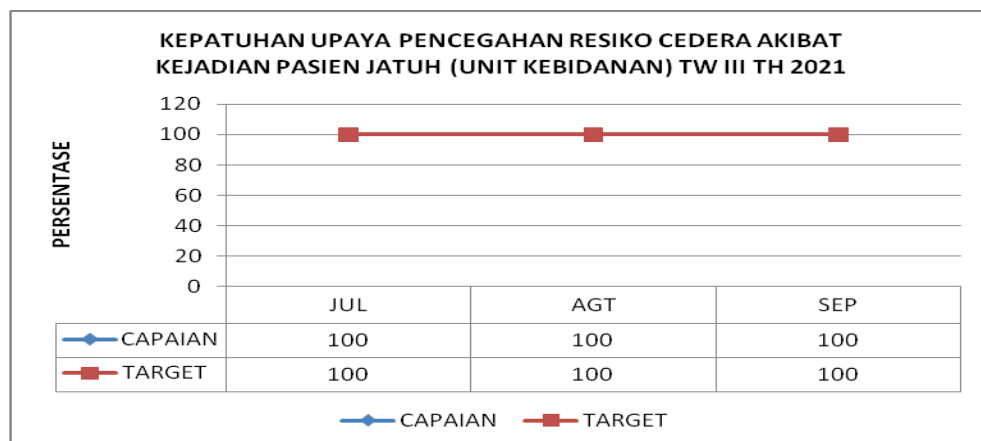 KEPATUHAN UPAYA PENCEGAHAN RESIKO CEDERA AKIBAT
KEJADIAN PASIEN JATUH (UNIT KEBIDANAN) TW III TH 2021
PERSENTASE
120
100
80
60
40
20
0
JUL AGT SEP
CAPAIAN 100 100 100
TARGET 100 100 100
CAPAIAN TARGET